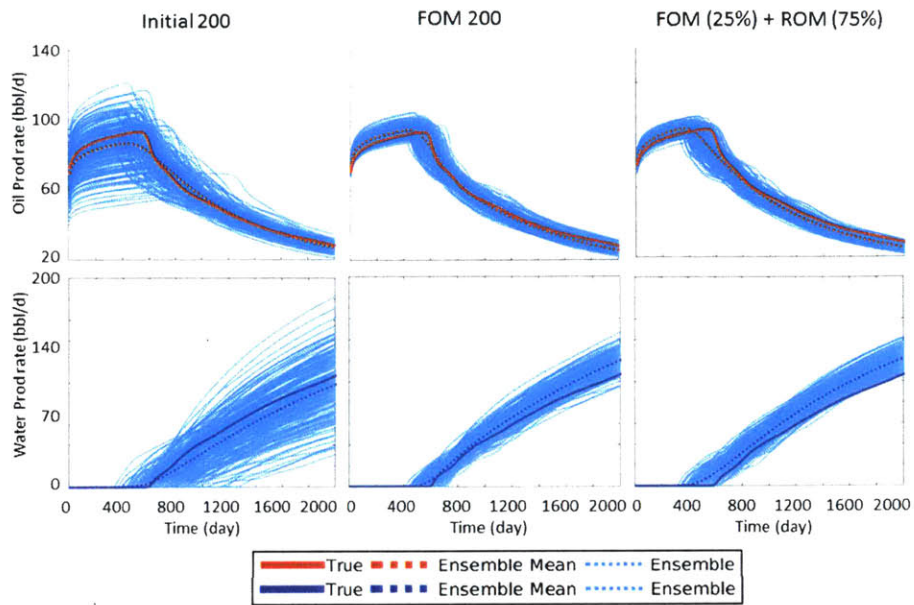 Initial 200 FOM 200 FOM (25%) + ROM (75%)
Oil Prod rate (bbl/d)
140
100
60
20
Water Prod rate (bbl/d)
200
140
70
0
0 400 800 1200 1600 2000 0 400 800 1200 1600 2000 0 400 800 1200 1600 2000
Time (day) Time (day) Time (day)
True Ensemble Mean Ensemble
True Ensemble Mean Ensemble